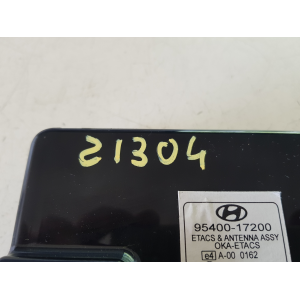 21304
95400-17200
ETACS & ANTENNA ASSY
OKA-ETACS
e4 A-00 0162